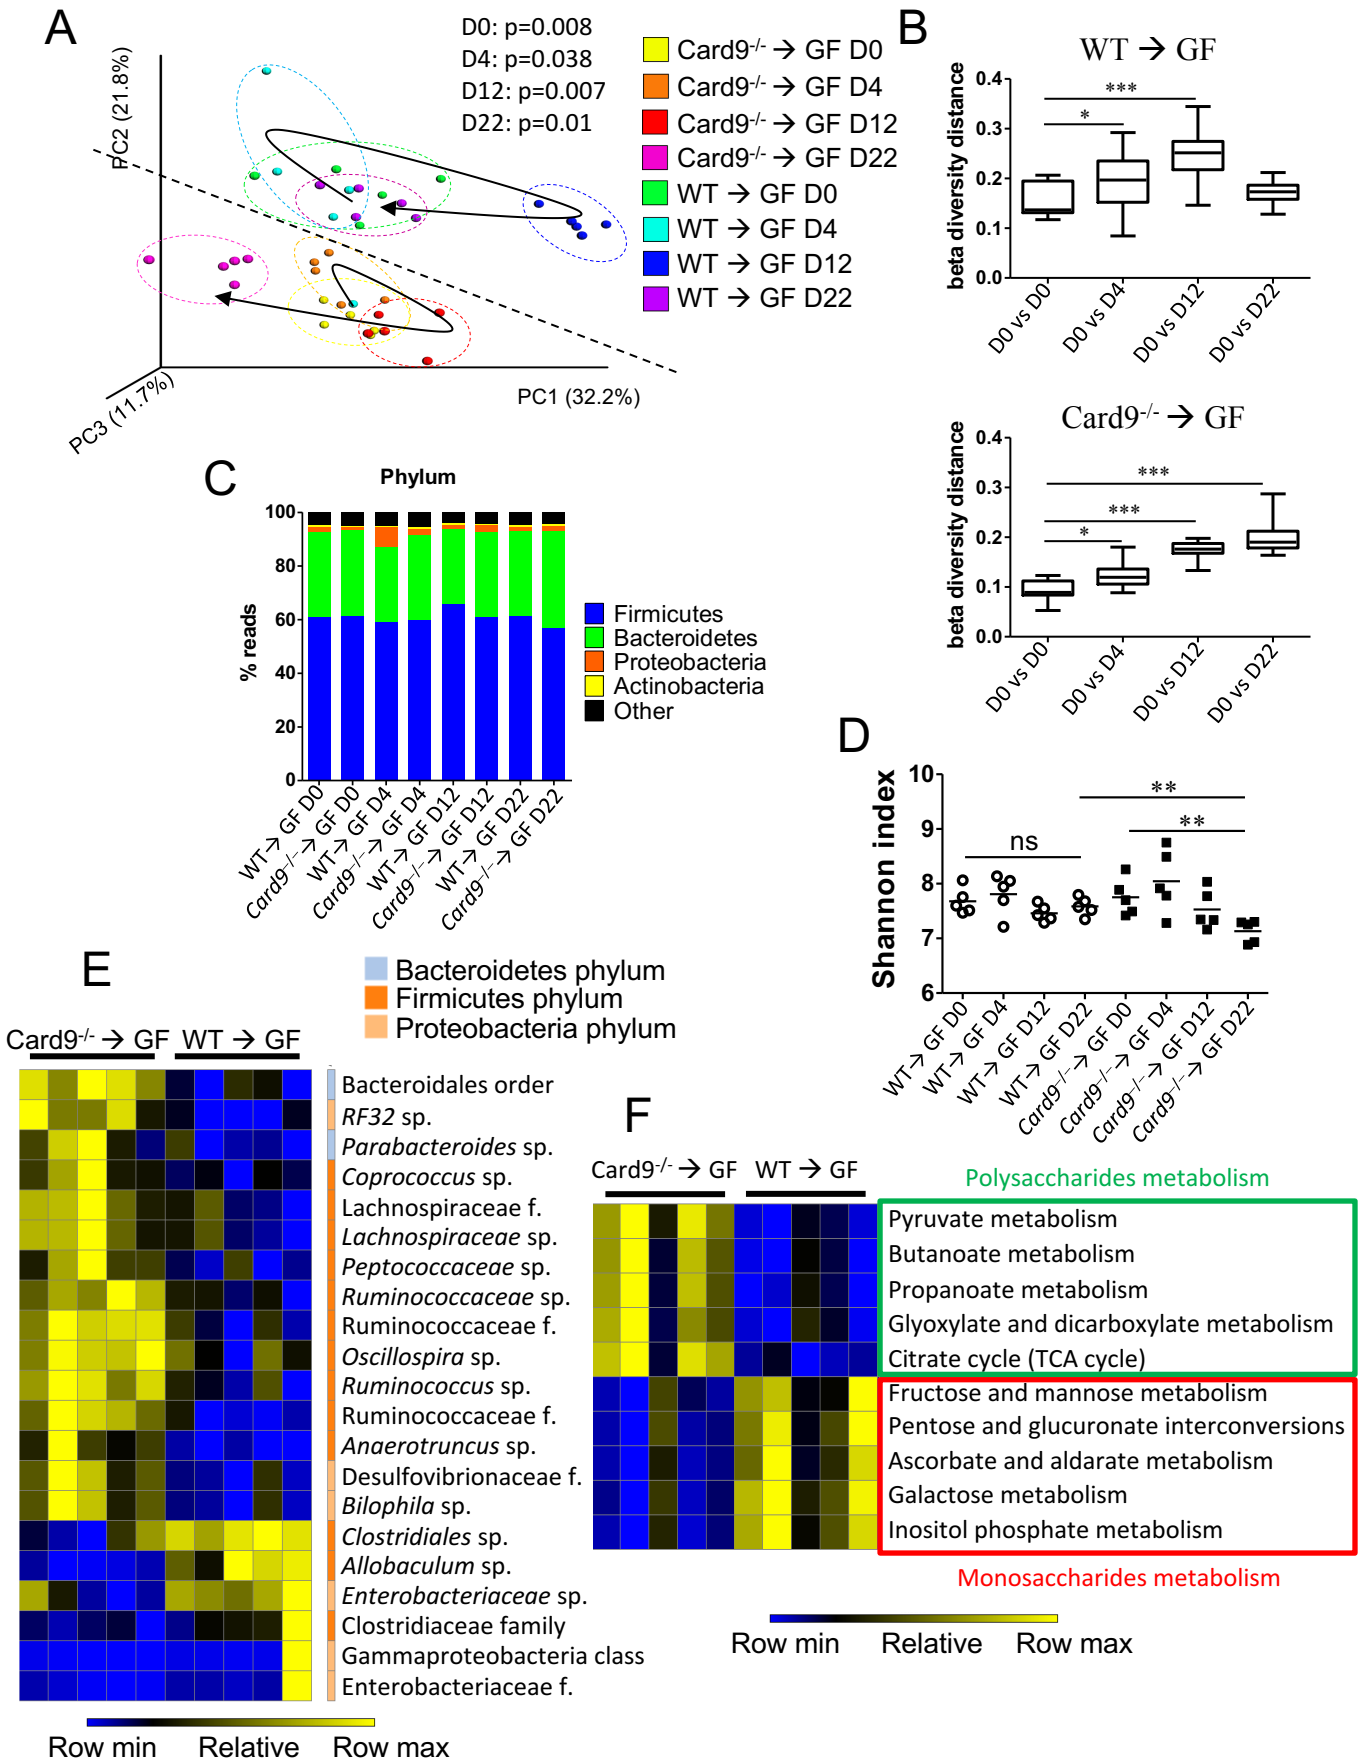 A
D0: p=0.008
D4: p=0.038
D12: p=0.007
D22: p=0.01
PC2 (21.8%)
PC1 (32.2%)
PC3 (11.7%)
Card9-/- → GF D0
Card9-/- → GF D4
Card9-/- → GF D12
Card9-/- → GF D22
WT → GF D0
WT → GF D4
WT → GF D12
WT → GF D22
B
WT → GF
beta diversity distance
0.4
0.3
0.2
0.1
0.0
***
*
D0 vs D0
D0 vs D4
D0 vs D12
D0 vs D22
Card9-/- → GF
beta diversity distance
0.4
0.3
0.2
0.1
0.0
***
***
*
D0 vs D0
D0 vs D4
D0 vs D12
D0 vs D22
C
Phylum
% reads
100
80
60
40
20
0
WT→ GF D0
Card9-/-→ GF D0
WT→ GF D4
Card9-/-→ GF D4
WT→ GF D12
Card9-/-→ GF D12
WT→ GF D22
Card9-/-→ GF D22
Firmicutes
Bacteroidetes
Proteobacteria
Actinobacteria
Other
D
Shannon index
10
9
8
7
6
ns
**
**
WT→ GF D0
WT→ GF D4
WT→ GF D12
WT→ GF D22
Card9-/-→ GF D0
Card9-/-→ GF D4
Card9-/-→ GF D12
Card9-/-→ GF D22
E
Bacteroidetes phylum
Firmicutes phylum
Proteobacteria phylum
Card9-/- → GF
WT → GF
Bacteroidales order
RF32 sp.
Parabacteroides sp.
Coprococcus sp.
Lachnospiraceae f.
Lachnospiraceae sp.
Peptococcaceae sp.
Ruminococcaceae sp.
Ruminococcaceae f.
Oscillospira sp.
Ruminococcus sp.
Ruminococcaceae f.
Anaerotruncus sp.
Desulfovibrionaceae f.
Bilophila sp.
Clostridiales sp.
Allobaculum sp.
Enterobacteriaceae sp.
Clostridiaceae family
Gammaproteobacteria class
Enterobacteriaceae f.
Row min
Relative
Row max
F
Card9-/- → GF
WT → GF
Polysaccharides metabolism
Pyruvate metabolism
Butanoate metabolism
Propanoate metabolism
Glyoxylate and dicarboxylate metabolism
Citrate cycle (TCA cycle)
Fructose and mannose metabolism
Pentose and glucuronate interconversions
Ascorbate and aldarate metabolism
Galactose metabolism
Inositol phosphate metabolism
Monosaccharides metabolism
Row min
Relative
Row max